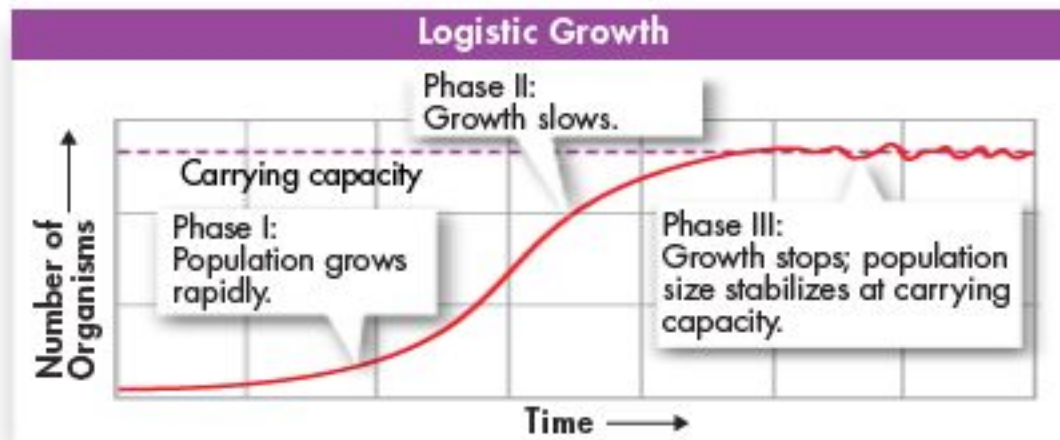 Logistic Growth
Phase II:
Growth slows.
Carrying capacity
Phase I:
Population grows
rapidly.
Phase III:
Growth stops; population
size stabilizes at carrying
capacity.
Number of
Organisms
Time